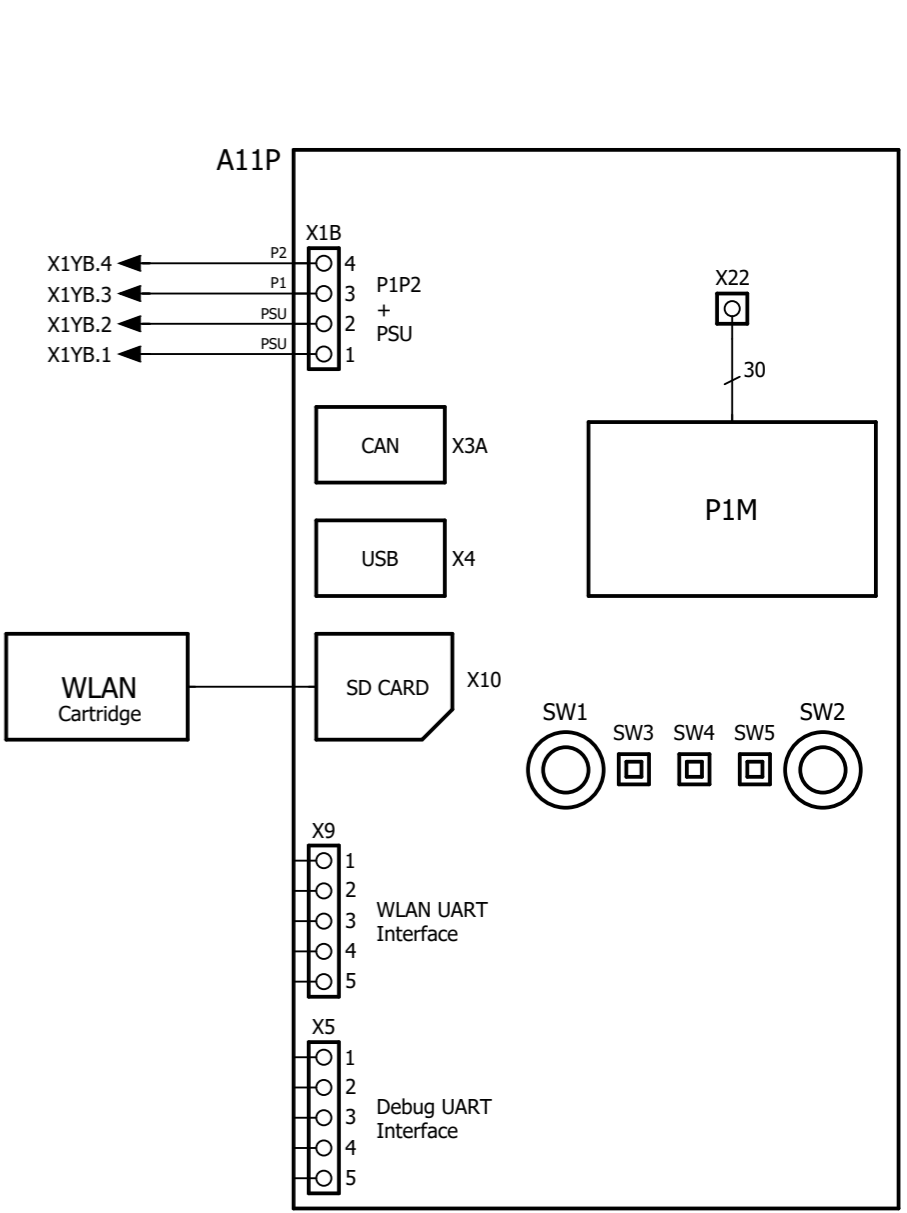 A11P
X1B
X1YB.4
P2
4
X1YB.3
P1
3
X1YB.2
PSU
2
X1YB.1
PSU
1
P1P2
+
PSU
X22
30
CAN
X3A
P1M
USB
X4
WLAN
Cartridge
SD CARD
X10
SW1
SW3
SW4
SW5
SW2
X9
1
2
3
4
5
WLAN UART
Interface
X5
1
2
3
4
5
Debug UART
Interface